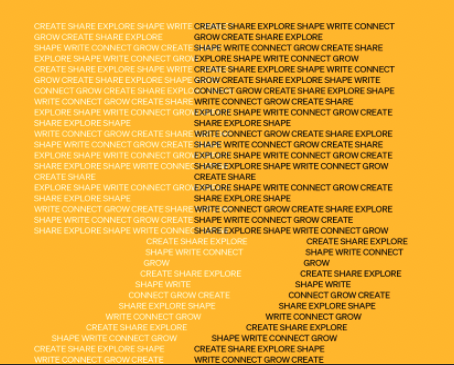 CREATE SHARE EXPLORE SHAPE WRITE
GROW CREATE SHARE EXPLORE
SHAPE WRITE CONNECT GROW CREATE
EXPLORE SHAPE WRITE CONNECT GROW
CREATE SHARE EXPLORE SHAPE WRITE
GROW CREATE SHARE EXPLORE SHAPE
CONNECT GROW CREATE SHARE EXPLORE
WRITE CONNECT GROW CREATE SHARE
EXPLORE SHAPE WRITE CONNECT GROW
SHARE EXPLORE SHAPE
WRITE CONNECT GROW CREATE SHARE
SHAPE WRITE CONNECT GROW CREATE
EXPLORE SHAPE WRITE CONNECT GROW
SHARE EXPLORE SHAPE WRITE CONNECT
CREATE SHARE
EXPLORE SHAPE WRITE CONNECT GROW
SHARE EXPLORE SHAPE
WRITE CONNECT GROW CREATE SHARE
SHAPE WRITE CONNECT GROW CREATE
SHARE EXPLORE SHAPE WRITE CONNECT
CREATE SHARE EXPLORE
SHAPE WRITE CONNECT
GROW
CREATE SHARE EXPLORE
SHAPE WRITE
CONNECT GROW CREATE
SHARE EXPLORE SHAPE
WRITE CONNECT GROW
CREATE SHARE EXPLORE
SHAPE WRITE CONNECT GROW
CREATE SHARE EXPLORE SHAPE
WRITE CONNECT GROW CREATE
CREATE SHARE EXPLORE SHAPE WRITE CONNECT
GROW CREATE SHARE EXPLORE
SHAPE WRITE CONNECT GROW CREATE SHARE
EXPLORE SHAPE WRITE CONNECT GROW
CREATE SHARE EXPLORE SHAPE WRITE CONNECT
GROW CREATE SHARE EXPLORE SHAPE WRITE
CONNECT GROW CREATE SHARE EXPLORE SHAPE
WRITE CONNECT GROW CREATE SHARE
EXPLORE SHAPE WRITE CONNECT GROW CREATE
SHARE EXPLORE SHAPE
WRITE CONNECT GROW CREATE SHARE EXPLORE
SHAPE WRITE CONNECT GROW CREATE SHARE
EXPLORE SHAPE WRITE CONNECT GROW CREATE
SHARE EXPLORE SHAPE WRITE CONNECT GROW
CREATE SHARE
EXPLORE SHAPE WRITE CONNECT GROW CREATE
SHARE EXPLORE SHAPE
WRITE CONNECT GROW CREATE SHARE EXPLORE
SHAPE WRITE CONNECT GROW CREATE
SHARE EXPLORE SHAPE WRITE CONNECT GROW
CREATE SHARE EXPLORE
SHAPE WRITE CONNECT
GROW
CREATE SHARE EXPLORE
SHAPE WRITE
CONNECT GROW CREATE
SHARE EXPLORE SHAPE
WRITE CONNECT GROW
CREATE SHARE EXPLORE
SHAPE WRITE CONNECT GROW
CREATE SHARE EXPLORE SHAPE
WRITE CONNECT GROW CREATE